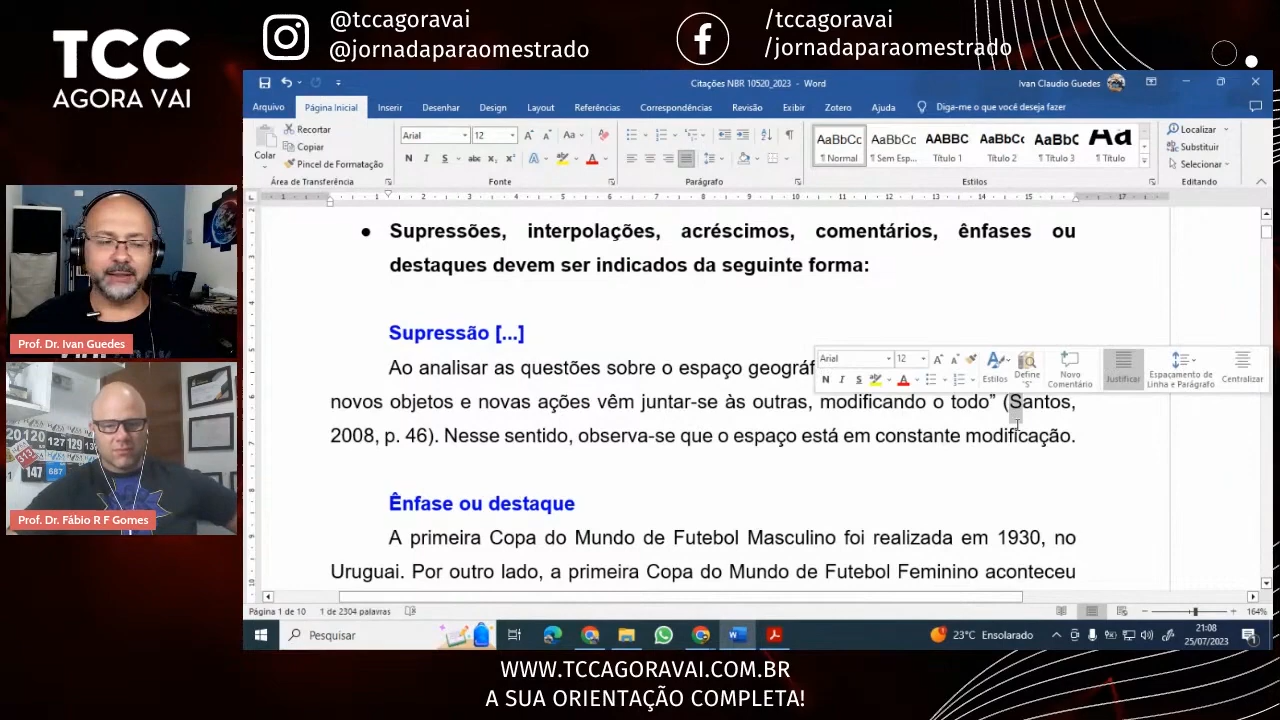 TCC
AGORA VAI
@tccagoravai
@jornadaparaomestrado
/tccagoravai
/jornadaparaomestrado
Citações NBR 10520_2023 - Word
Ivan Claudio Guedes
Arquivo Página Inicial Inserir Desenhar Design Layout Referências Correspondências Revisão Exibir Zotero Ajuda Diga-me o que você deseja fazer
Colar
Recortar
Copiar
Pincel de Formatação
Área de Transferência
Arial 12
Fonte
Parágrafo
AaBbCc AaBbCc AABBC AaBbCc AaBbC Aa
¶ Normal ¶ Sem Esp... Título 1 Título 2 ¶ Título 3 ¶ Título
Estilos
Localizar
Substituir
Selecionar
Editando
● Supressões, interpolações, acréscimos, comentários, ênfases ou
destaques devem ser indicados da seguinte forma:
Supressão [...]
Ao analisar as questões sobre o espaço geográf
novos objetos e novas ações vêm juntar-se às outras, modificando o todo” (Santos,
2008, p. 46). Nesse sentido, observa-se que o espaço está em constante modificação.
Arial 12
Estilos Define "S" Novo Comentário Justificar Espaçamento de Linha e Parágrafo Centralizar
Ênfase ou destaque
A primeira Copa do Mundo de Futebol Masculino foi realizada em 1930, no
Uruguai. Por outro lado, a primeira Copa do Mundo de Futebol Feminino aconteceu
Página 1 de 10 1 de 2304 palavras
164%
Pesquisar
23°C Ensolarado
21:08
25/07/2023
Prof. Dr. Ivan Guedes
Prof. Dr. Fábio R F Gomes
WWW.TCCAGORAVAI.COM.BR
A SUA ORIENTAÇÃO COMPLETA!